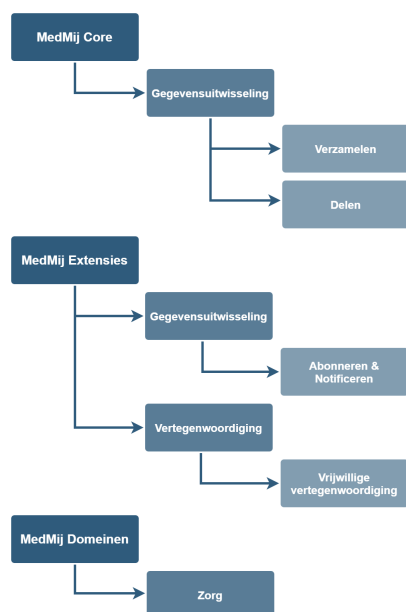 MedMij Core
Gegevensuitwisseling
Verzamelen
Delen
MedMij Extensies
Gegevensuitwisseling
Abonneren &
Notificeren
Vertegenwoordiging
Vrijwillige
vertegenwoordiging
MedMij Domeinen
Zorg